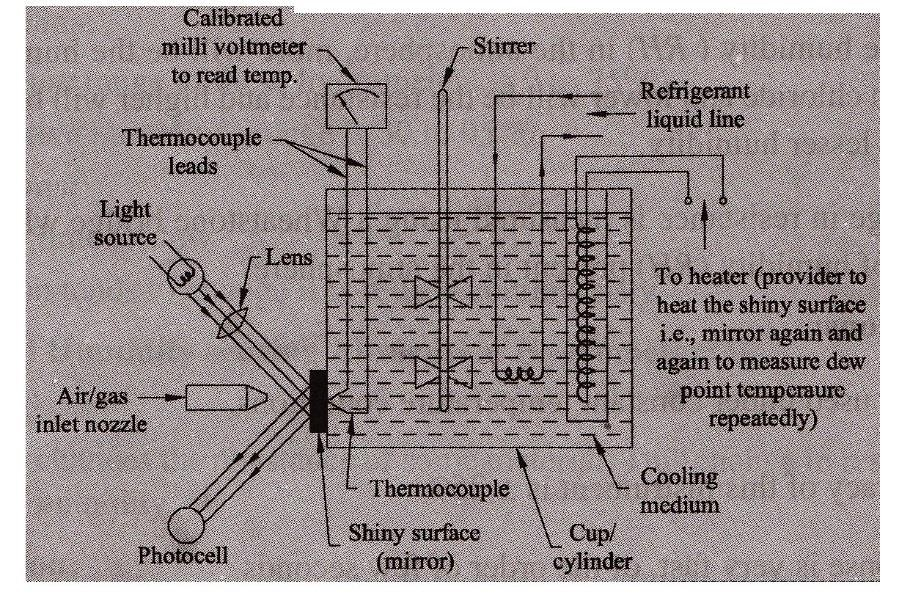 Calibrated
milli voltmeter
to read temp.
Stirrer
Refrigerant
liquid line
Thermocouple
leads
Light
source
Lens
To heater (provider to
heat the shiny surface
i.e., mirror again and
again to measure dew
point temperaure
repeatedly)
Air/gas
inlet nozzle
Thermocouple
Cooling
medium
Shiny surface
(mirror)
Cup/
cylinder
Photocell